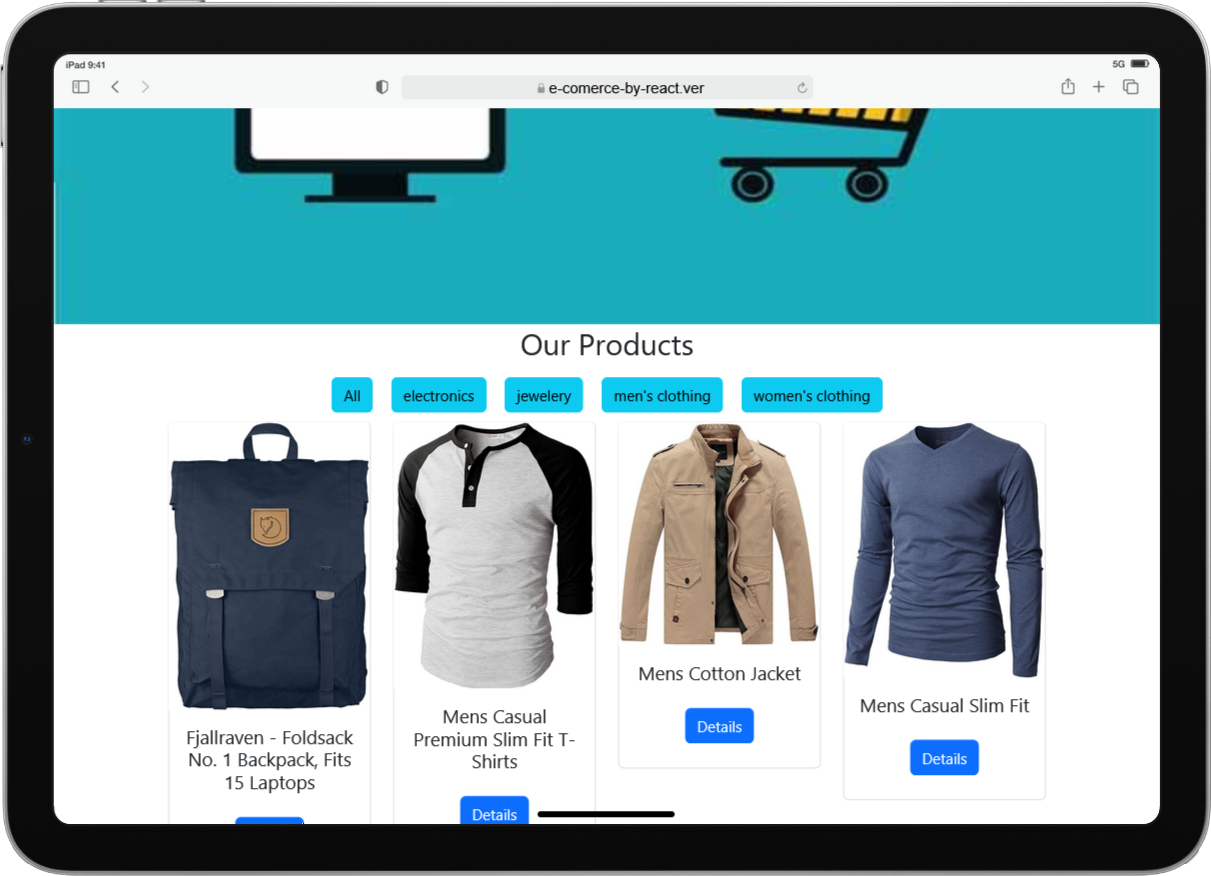 iPad 9:41
5G
e-comerce-by-react.ver
Our Products
All
electronics
jewelery
men's clothing
women's clothing
Fjallraven - Foldsack
No. 1 Backpack, Fits
15 Laptops
Mens Casual
Premium Slim Fit T-
Shirts
Details
Mens Cotton Jacket
Details
Mens Casual Slim Fit
Details